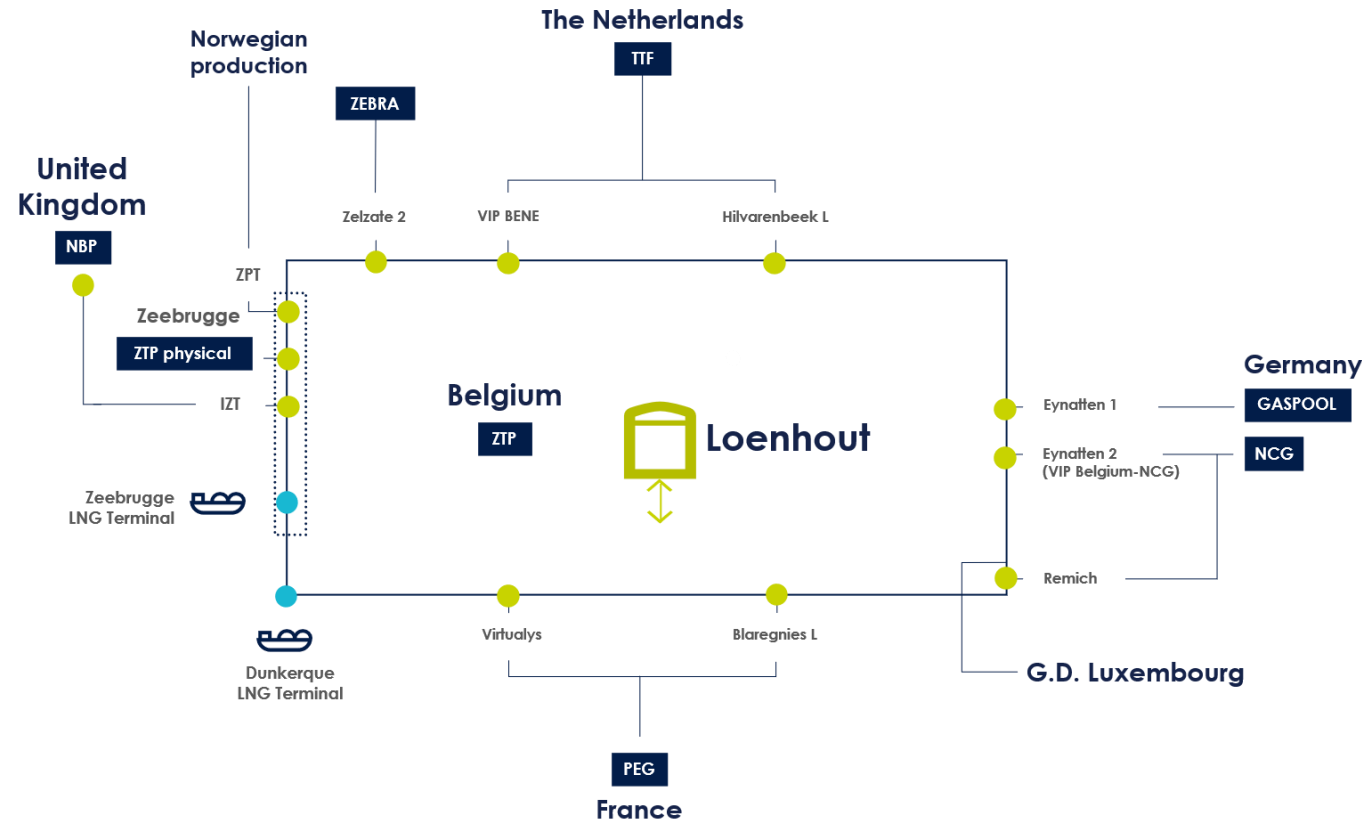 The Netherlands
TTF
Norwegian
production
ZEBRA
United
Kingdom
NBP
Zelzate 2
VIP BENE
Hilvarenbeek L
ZPT
Zeebrugge
ZTP physical
IZT
Belgium
ZTP
Loenhout
Germany
Eynatten 1
GASPOOL
Eynatten 2
(VIP Belgium-NCG)
NCG
Zeebrugge
LNG Terminal
Remich
Virtualys
Blaregnies L
Dunkerque
LNG Terminal
G.D. Luxembourg
PEG
France